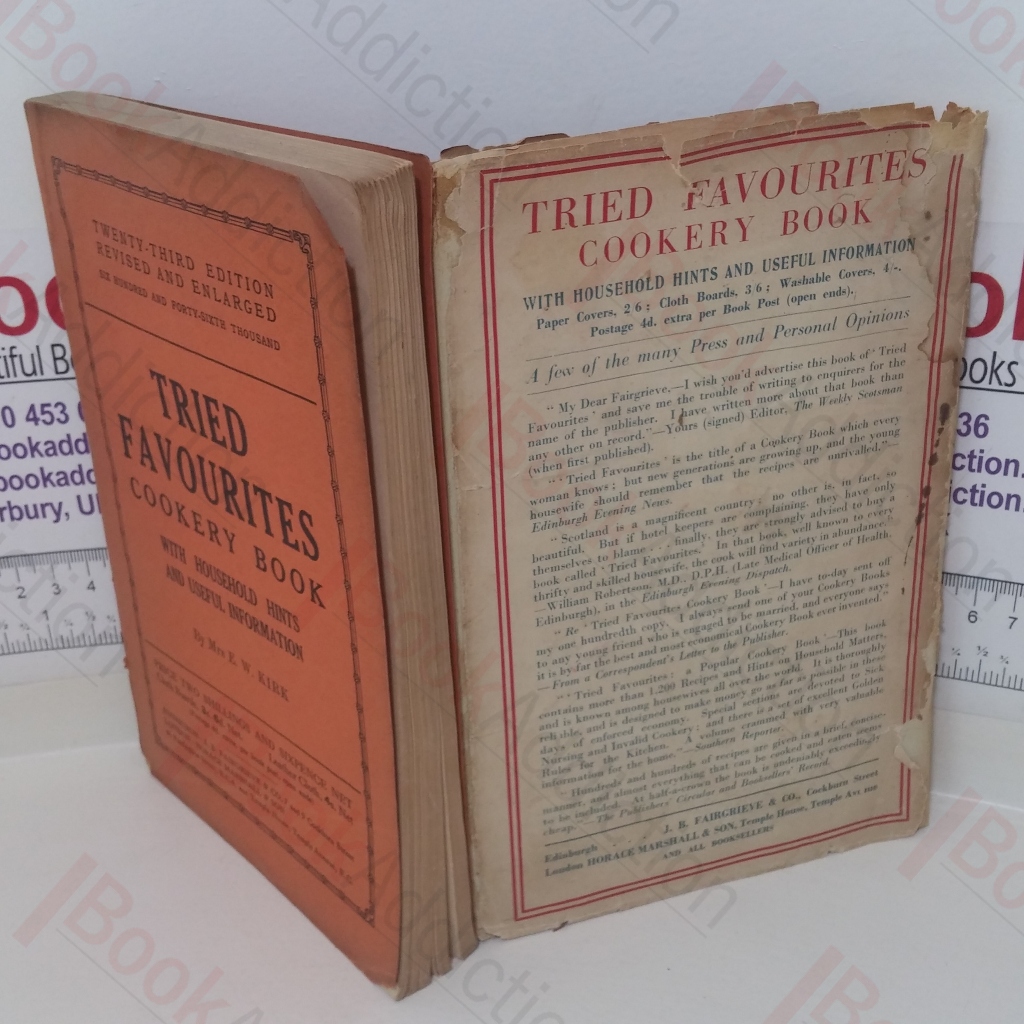 TWENTY-THIRD EDITION
REVISED AND ENLARGED
SIX HUNDRED AND FORTY-SIXTH THOUSAND
TRIED
FAVOURITES
COOKERY BOOK
WITH HOUSEHOLD HINTS
AND USEFUL INFORMATION
By Mrs E. W. KIRK
PRICE TWO SHILLINGS AND SIXPENCE NET
TRIED FAVOURITES
COOKERY BOOK
WITH HOUSEHOLD HINTS AND USEFUL INFORMATION
Paper Covers, 2/6; Cloth Boards, 3/6; Washable Covers, 4/-.
Postage 4d. extra per Book Post (open ends).
A few of the many Press and Personal Opinions
"My Dear Fairgrieve.—I wish you'd advertise this book of 'Tried
Favourites' and save me the trouble of writing to enquirers for the
name of the publisher. I have written more about that book than
any other on record."—Yours (signed) Editor, The Weekly Scotsman
(when first published).
"'Tried Favourites' is the title of a Cookery Book which every
woman knows; but new generations are growing up, and the young
housewife should remember that the recipes are unrivalled."—
Edinburgh Evening News.
"Scotland is a magnificent country; no other is, in fact, so
beautiful. But if hotel keepers are complaining, they have only
themselves to blame . . . finally, they are strongly advised to buy a
book called 'Tried Favourites.' In that book, well known to every
thrifty and skilled housewife, the cook will find variety in abundance."
—William Robertson, M.D., D.P.H. (Late Medical Officer of Health,
Edinburgh), in the Edinburgh Evening Dispatch.
"Re 'Tried Favourites Cookery Book'—I have to-day sent off
my one hundredth copy. I always send one of your Cookery Books
to any young friend who is engaged to be married, and everyone says
it is by far the best and most economical Cookery Book ever invented."
—From a Correspondent's Letter to the Publisher.
"'Tried Favourites: a Popular Cookery Book'—This book
contains more than 1,200 Recipes and Hints on Household Matters,
and is known among housewives all over the world. It is thoroughly
reliable, and is designed to make money go as far as possible in these
days of enforced economy. Special sections are devoted to Sick
Nursing and Invalid Cookery; and there is a set of excellent Golden
Rules for the Kitchen. A volume crammed with very valuable
information for the home."—Southern Reporter.
"Hundreds and hundreds of recipes are given in a brief, concise
manner, and almost everything that can be cooked and eaten seems
to be included. At half-a-crown the book is undeniably exceedingly
cheap."—The Publishers' Circular and Booksellers' Record.
Edinburgh J. B. FAIRGRIEVE & CO., Cockburn Street
London HORACE MARSHALL & SON, Temple House, Temple Ave nue
AND ALL BOOKSELLERS